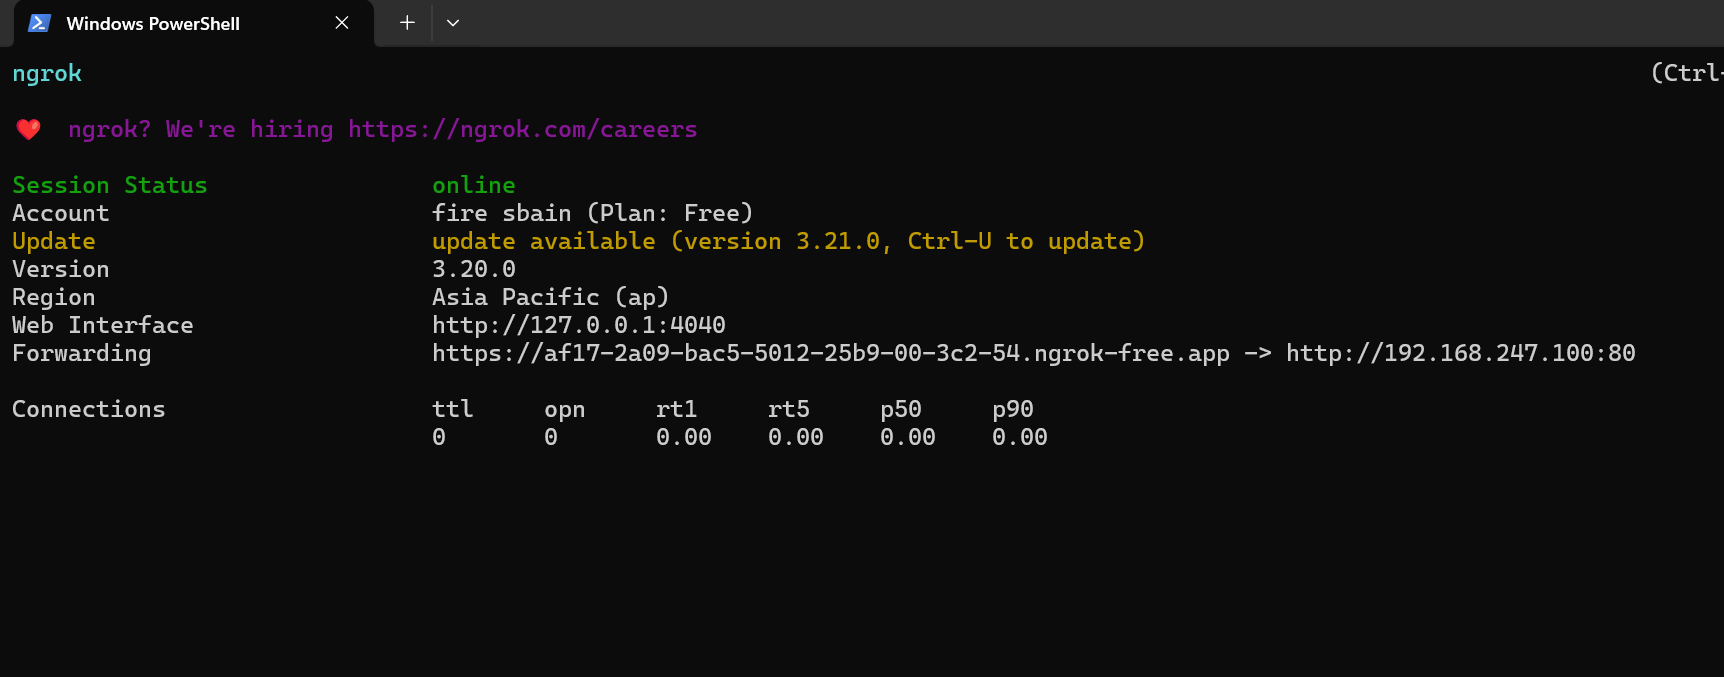 Windows PowerShell
ngrok (Ctrl-
ngrok? We're hiring https://ngrok.com/careers
Session Status online
Account fire sbain (Plan: Free)
Update update available (version 3.21.0, Ctrl-U to update)
Version 3.20.0
Region Asia Pacific (ap)
Web Interface http://127.0.0.1:4040
Forwarding https://af17-2a09-bac5-5012-25b9-00-3c2-54.ngrok-free.app -> http://192.168.247.100:80
Connections ttl opn rt1 rt5 p50 p90
0 0 0.00 0.00 0.00 0.00